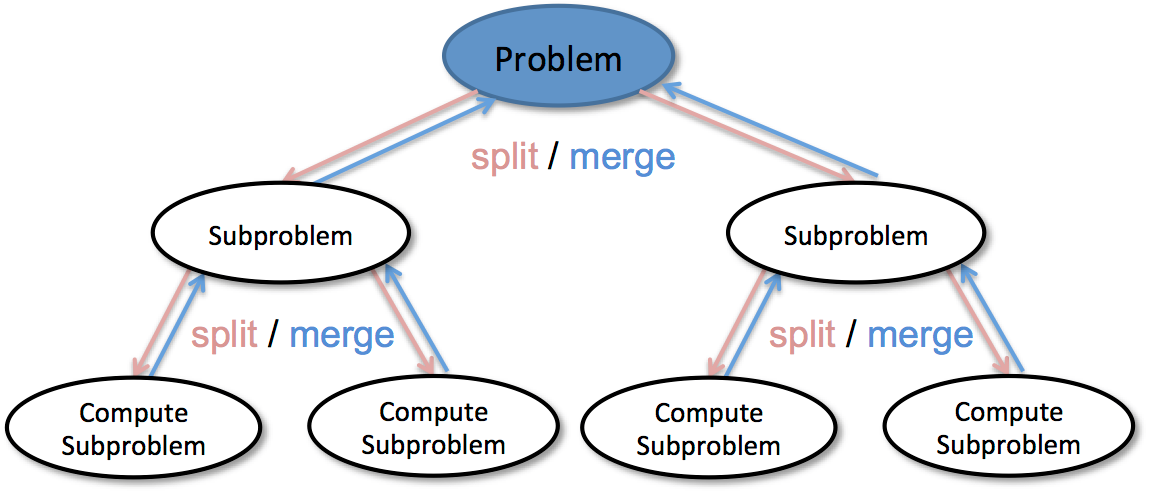 Problem
split / merge
Subproblem
Subproblem
split / merge
split / merge
Compute
Subproblem
Compute
Subproblem
Compute
Subproblem
Compute
Subproblem